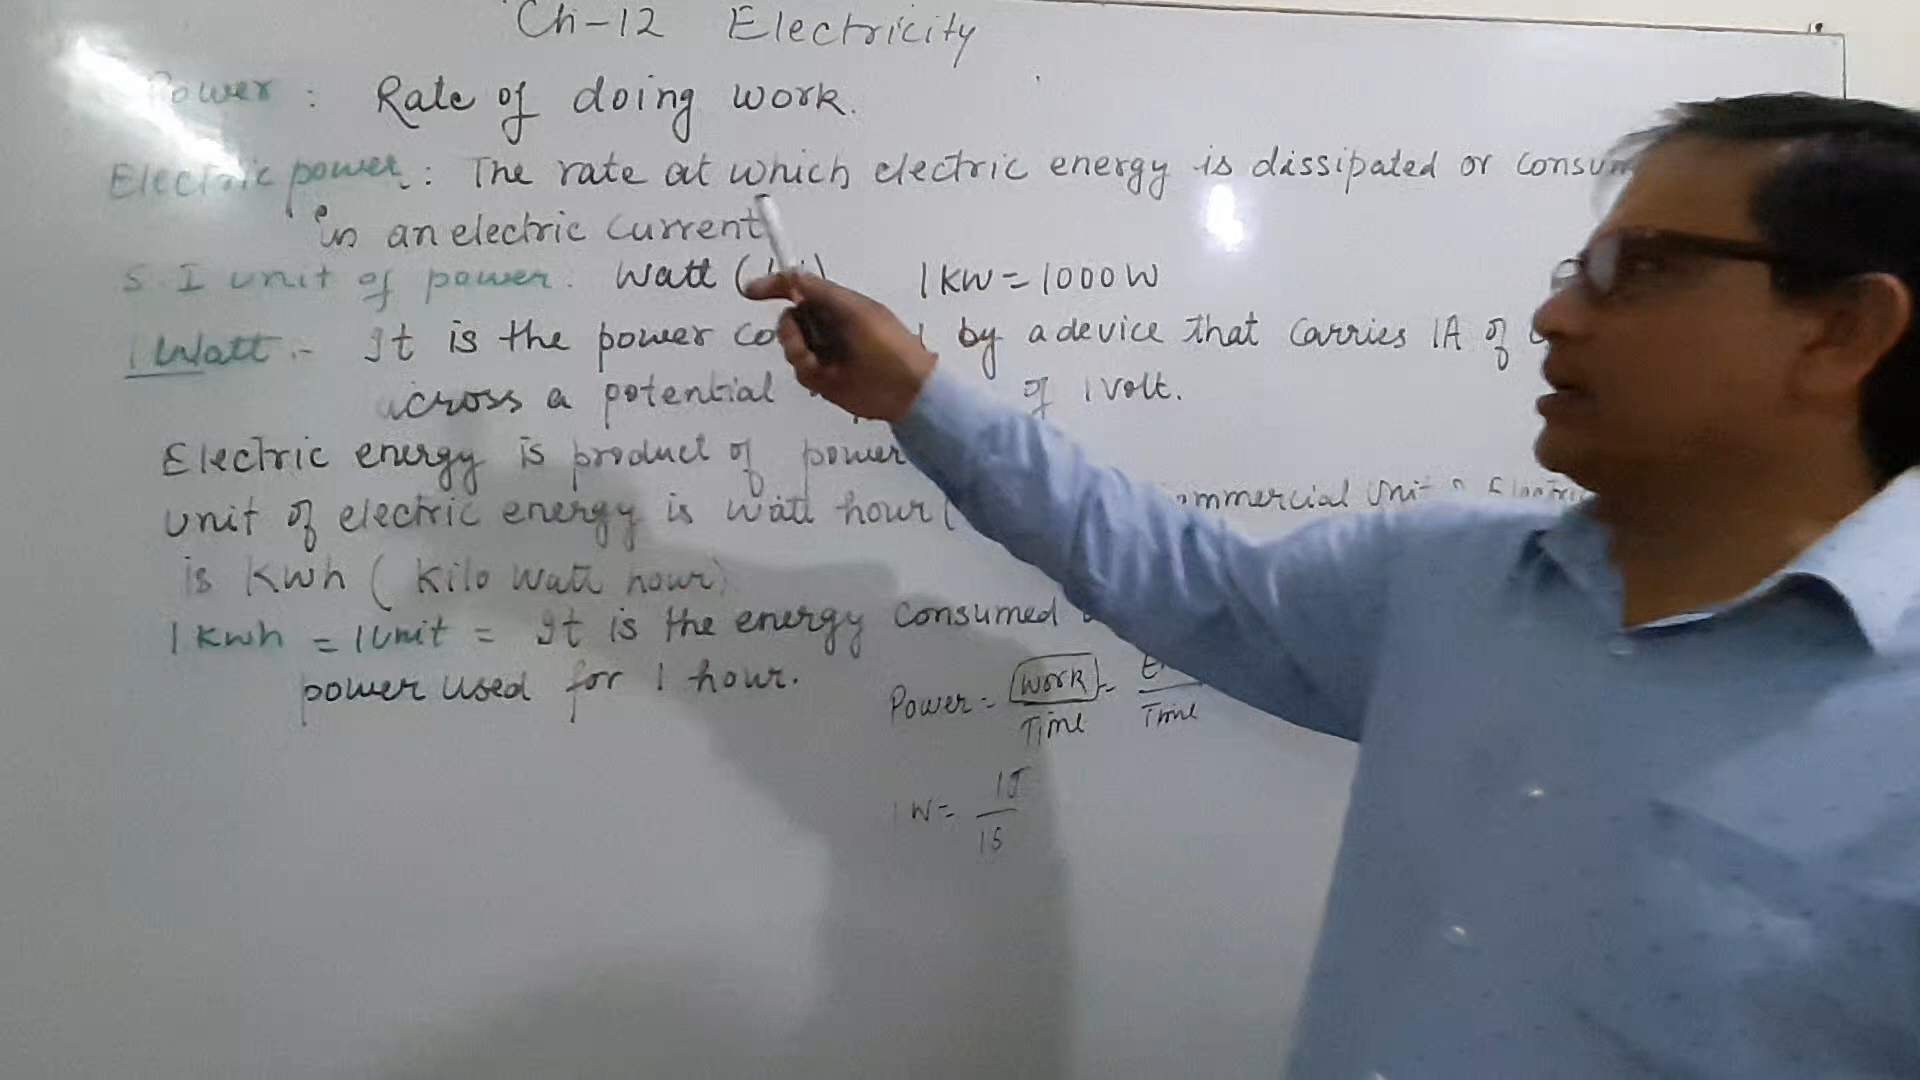 Ch-12 Electricity
Power : Rate of doing work.
Electric power : The rate at which electric energy is dissipated or
in an electric current
S.I unit of power. Watt ( 1 KW = 1000 W
1 Watt :- It is the power by a device that carries 1A of
across a potential of 1 volt.
Electric energy is product of power
unit of electric energy is watt hour ( Unit
is Kwh ( Kilo watt hour)
1 Kwh = 1 Unit = It is the energy consumed
power used for 1 hour.
Power = Work / Time = / Time
1 W = 1J / 1S